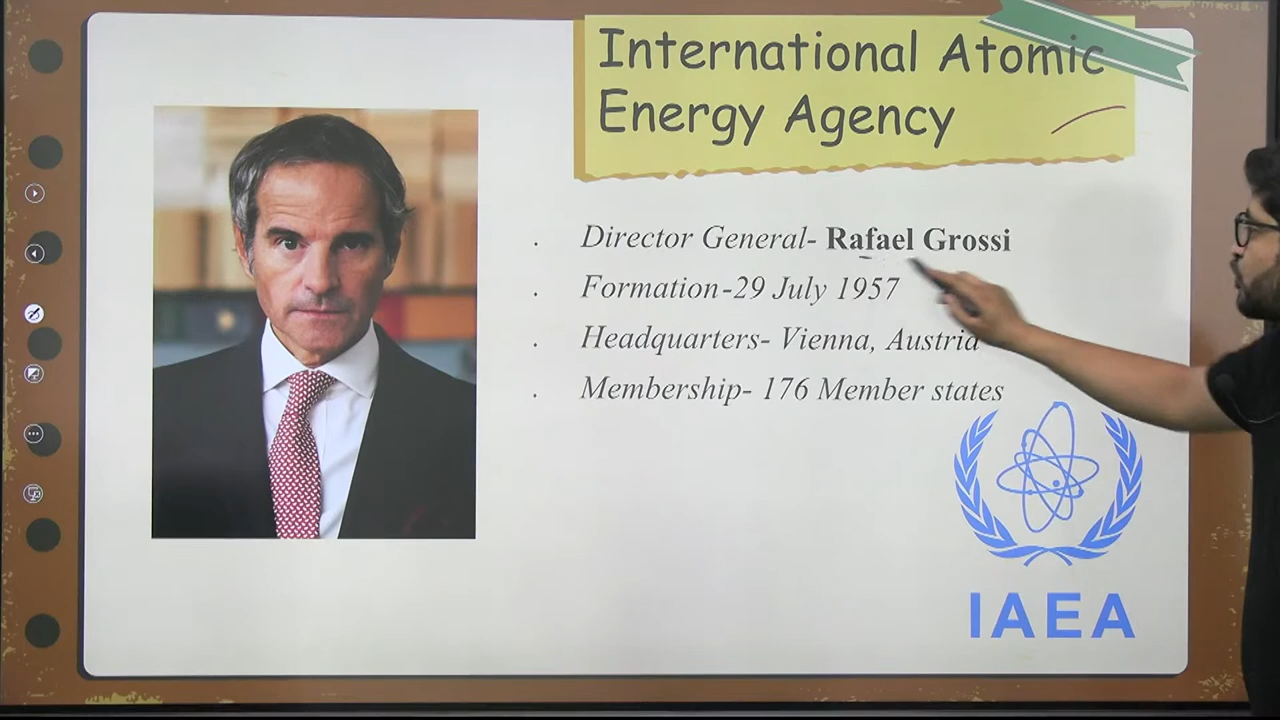 International Atomic
Energy Agency
. Director General- Rafael Grossi
. Formation-29 July 1957
. Headquarters- Vienna, Austria
. Membership- 176 Member states
IAEA